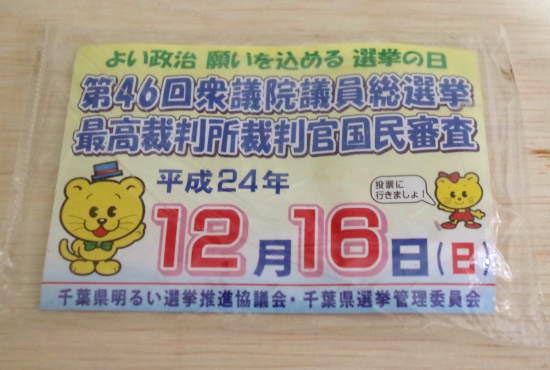 よい政治 願いを込める 選挙の日
第46回衆議院議員総選挙
最高裁判所裁判官国民審査
平成24年
投票に
行きましょ!
12月16日(日)
千葉県明るい選挙推進協議会・千葉県選挙管理委員会